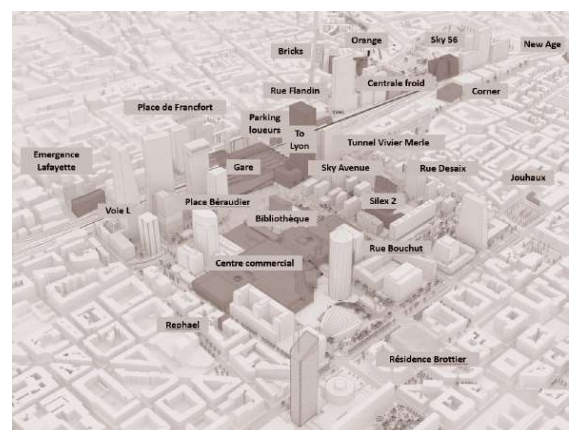 Orange
Sky 56
Bricks
New Age
Centrale froid
Rue Flandin
Corner
Place de Francfort
Parking
loueurs
To
Lyon
Tunnel Vivier Merle
Emergence
Lafayette
Gare
Sky Avenue
Rue Desaix
Jouhaux
Voie L
Place Béraudier
Silex 2
Bibliothèque
Rue Bouchut
Centre commercial
Rephael
Résidence Brottier